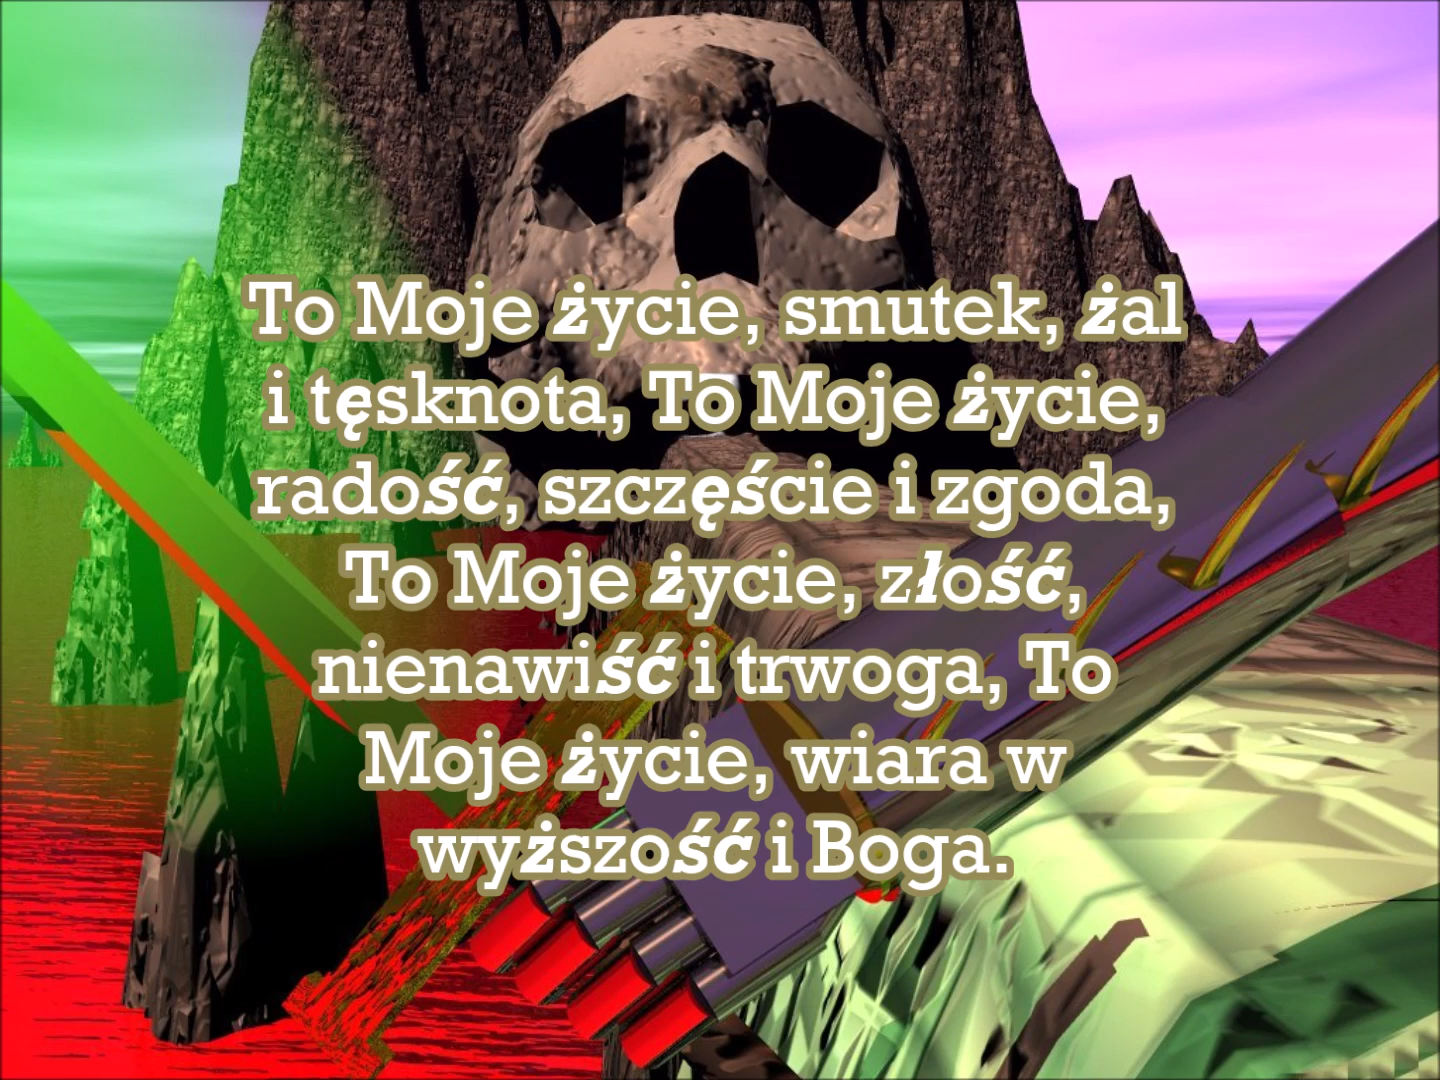 To Moje życie, smutek, żal
i tęsknota, To Moje życie,
radość, szczęście i zgoda,
To Moje życie, złość,
nienawiść i trwoga, To
Moje życie, wiara w
wyższość i Boga.